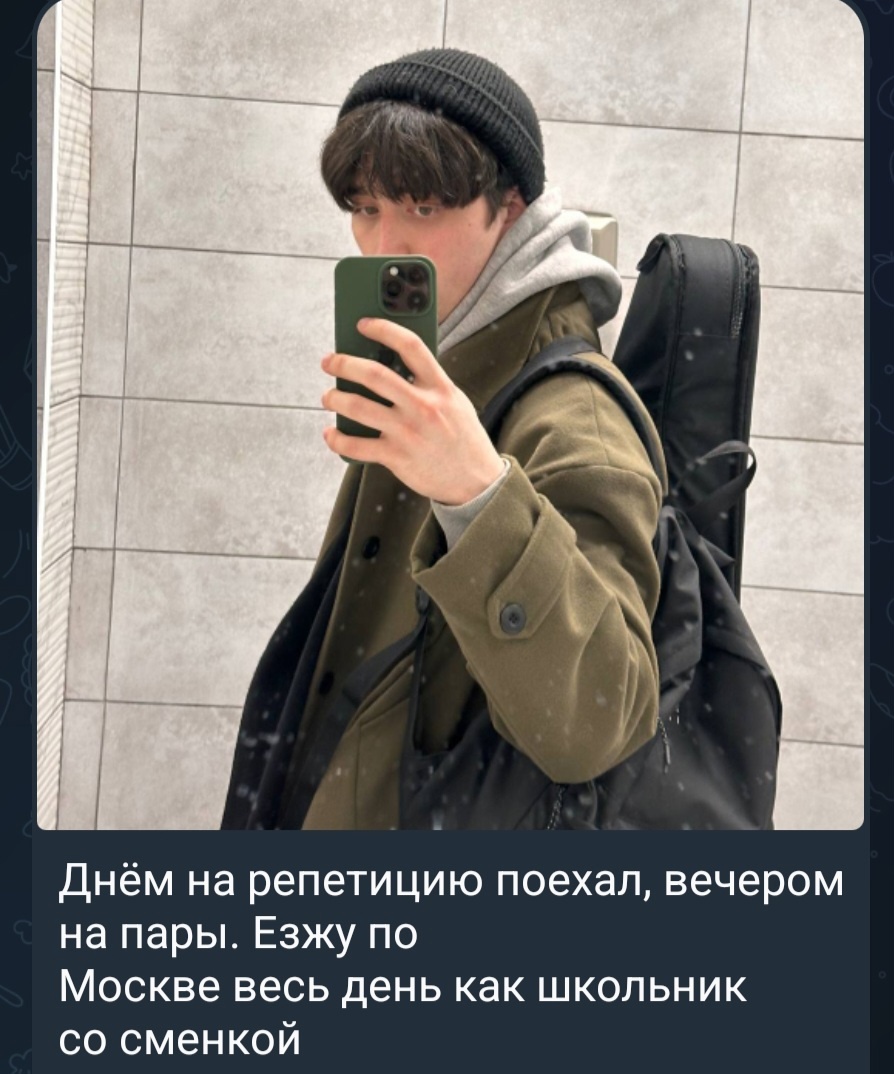 Днём на репетицию поехал, вечером
на пары. Езжу по
Москве весь день как школьник
со сменкой